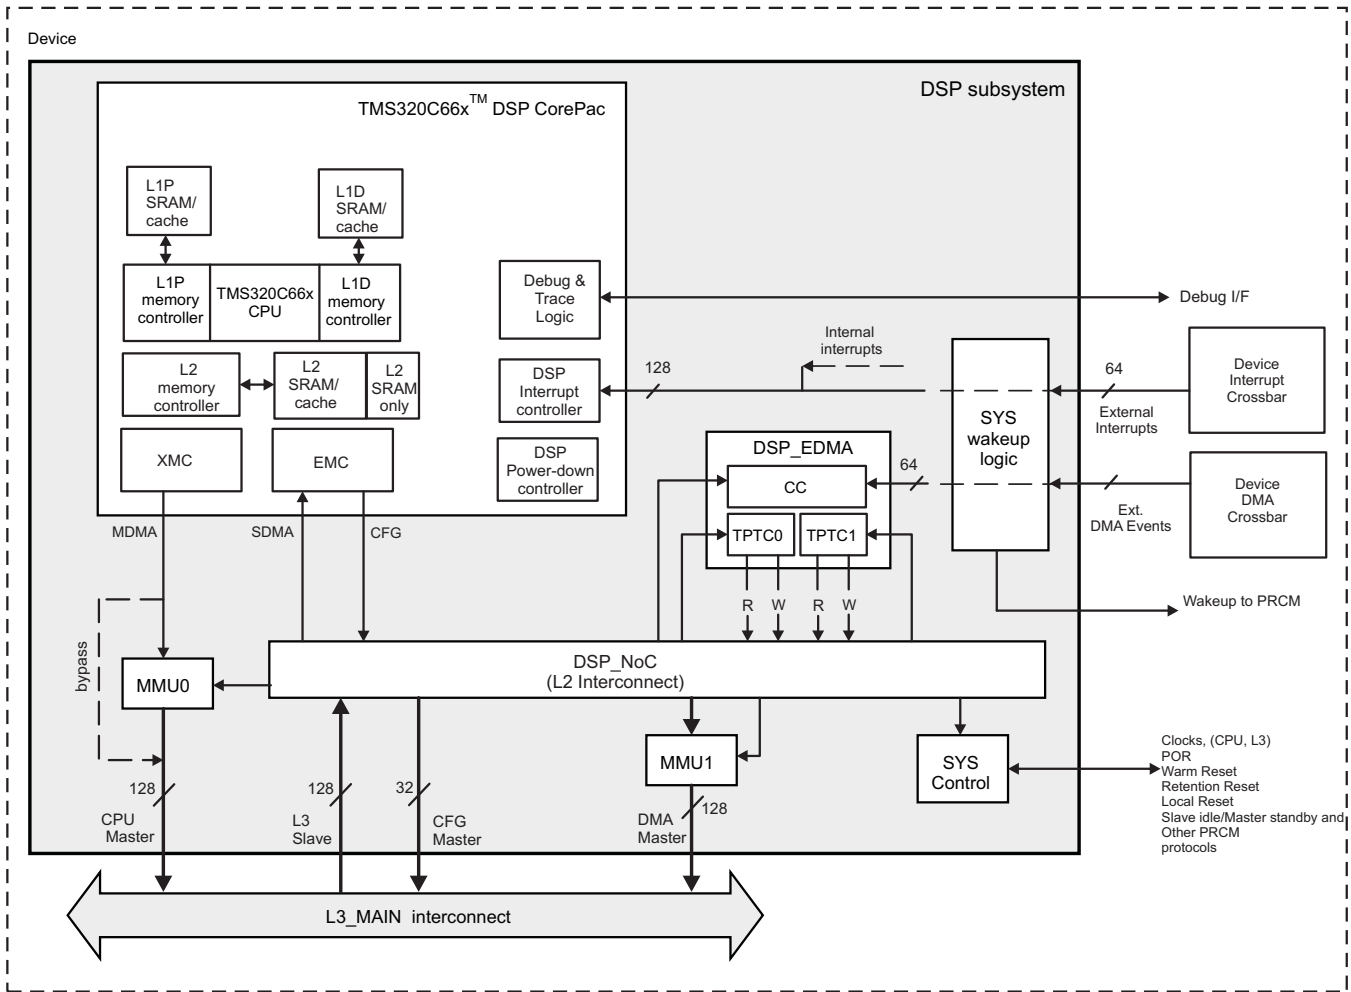 Device
DSP subsystem
TMS320C66x™ DSP CorePac
L1P
SRAM/
cache
L1D
SRAM/
cache
L1P
memory
controller
TMS320C66x
CPU
L1D
memory
controller
Debug &
Trace
Logic
Debug I/F
L2
memory
controller
L2
SRAM/
cache
L2
SRAM
only
DSP
Interrupt
controller
128
Internal
interrupts
SYS
wakeup
logic
64
External
Interrupts
Device
Interrupt
Crossbar
XMC
EMC
DSP
Power-down
controller
DSP_EDMA
CC
64
TPTC0
TPTC1
Ext.
DMA Events
Device
DMA
Crossbar
MDMA
SDMA
CFG
R
W
R
W
Wakeup to PRCM
bypass
MMU0
DSP_NoC
(L2 Interconnect)
MMU1
SYS
Control
Clocks, (CPU, L3)
POR
Warm Reset
Retention Reset
Local Reset
Slave idle/Master standby and
Other PRCM
protocols
128
CPU
Master
128
L3
Slave
32
CFG
Master
DMA
Master
128
L3_MAIN interconnect